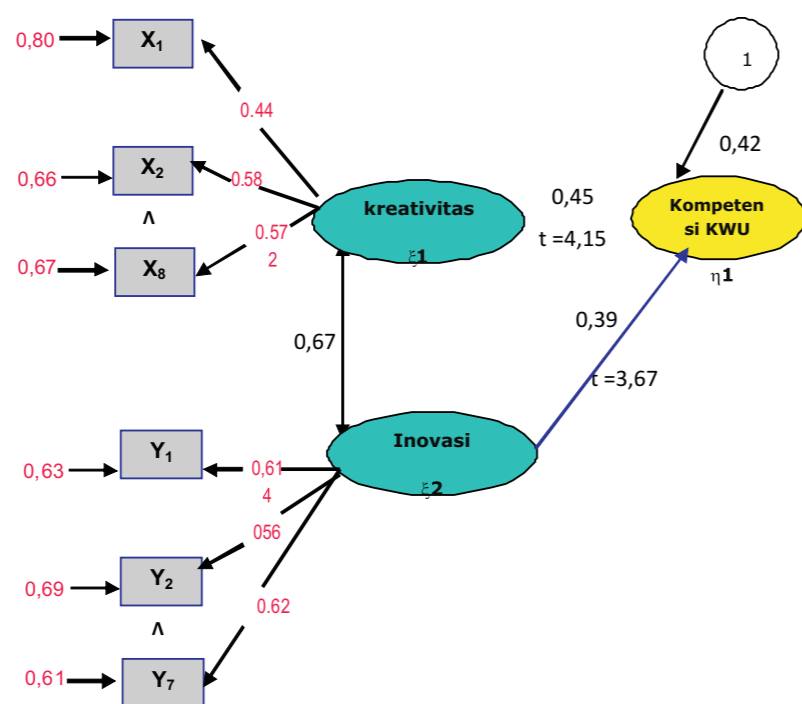 0,80
X₁
1
0.44
0,42
0,66
X₂
0.58
kreativitas
0,45
Kompeten
si KWU
Λ
0,67
X₈
0.57
2
ξ1
t =4,15
η1
0,67
0,39
t =3,67
0,63
Y₁
0,61
4
Inovasi
ξ2
056
0,69
Y₂
0.62
Λ
0,61
Y₇